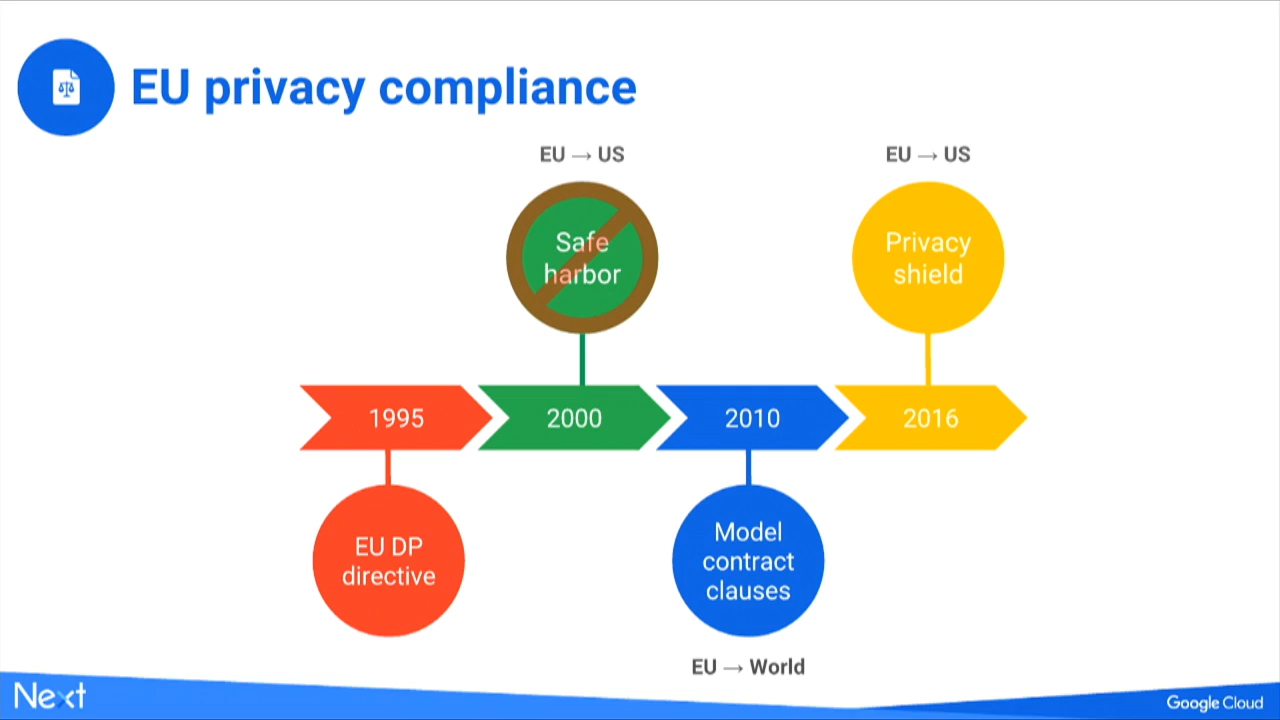 EU privacy compliance
EU → US
EU → US
Safe
harbor
Privacy
shield
1995
2000
2010
2016
EU DP
directive
Model
contract
clauses
EU → World
Next
Google Cloud